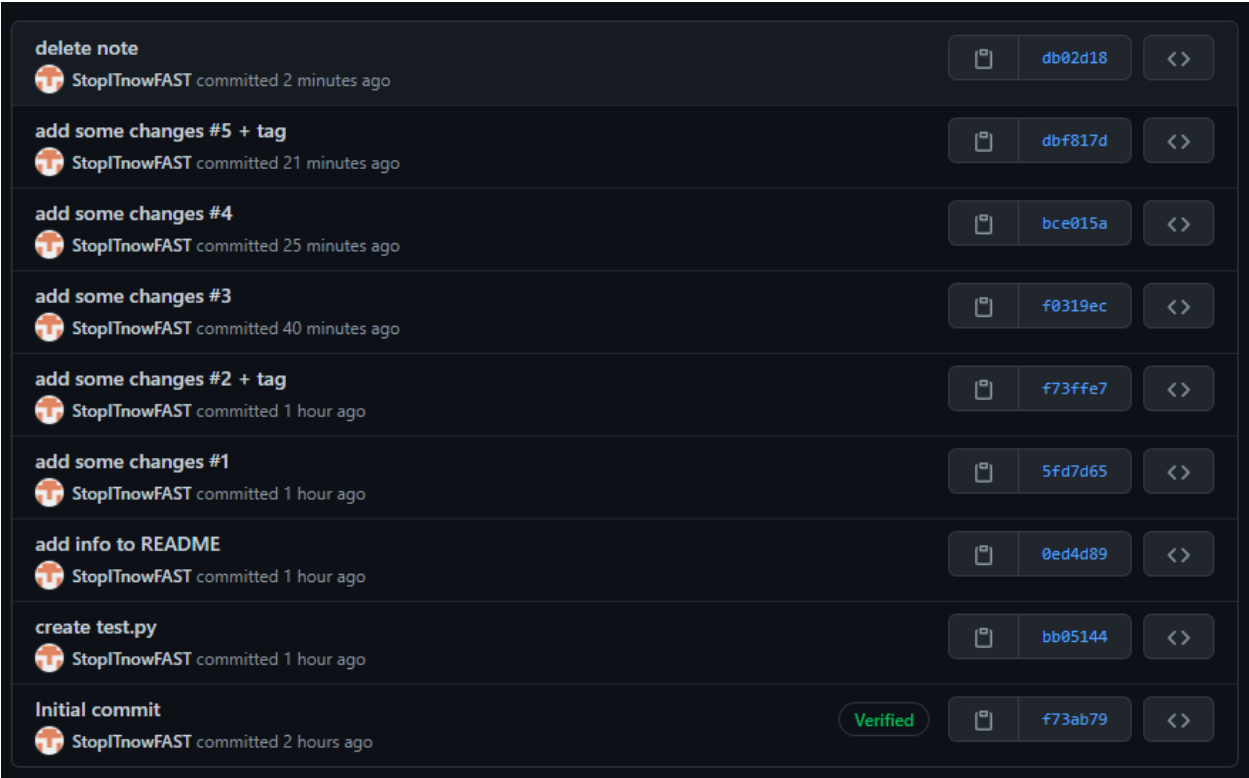 delete note
StopITnowFAST committed 2 minutes ago
db02d18
add some changes #5 + tag
StopITnowFAST committed 21 minutes ago
dbf817d
add some changes #4
StopITnowFAST committed 25 minutes ago
bce015a
add some changes #3
StopITnowFAST committed 40 minutes ago
f0319ec
add some changes #2 + tag
StopITnowFAST committed 1 hour ago
f73ffe7
add some changes #1
StopITnowFAST committed 1 hour ago
5fd7d65
add info to README
StopITnowFAST committed 1 hour ago
0ed4d89
create test.py
StopITnowFAST committed 1 hour ago
bb05144
Initial commit
StopITnowFAST committed 2 hours ago
Verified
f73ab79